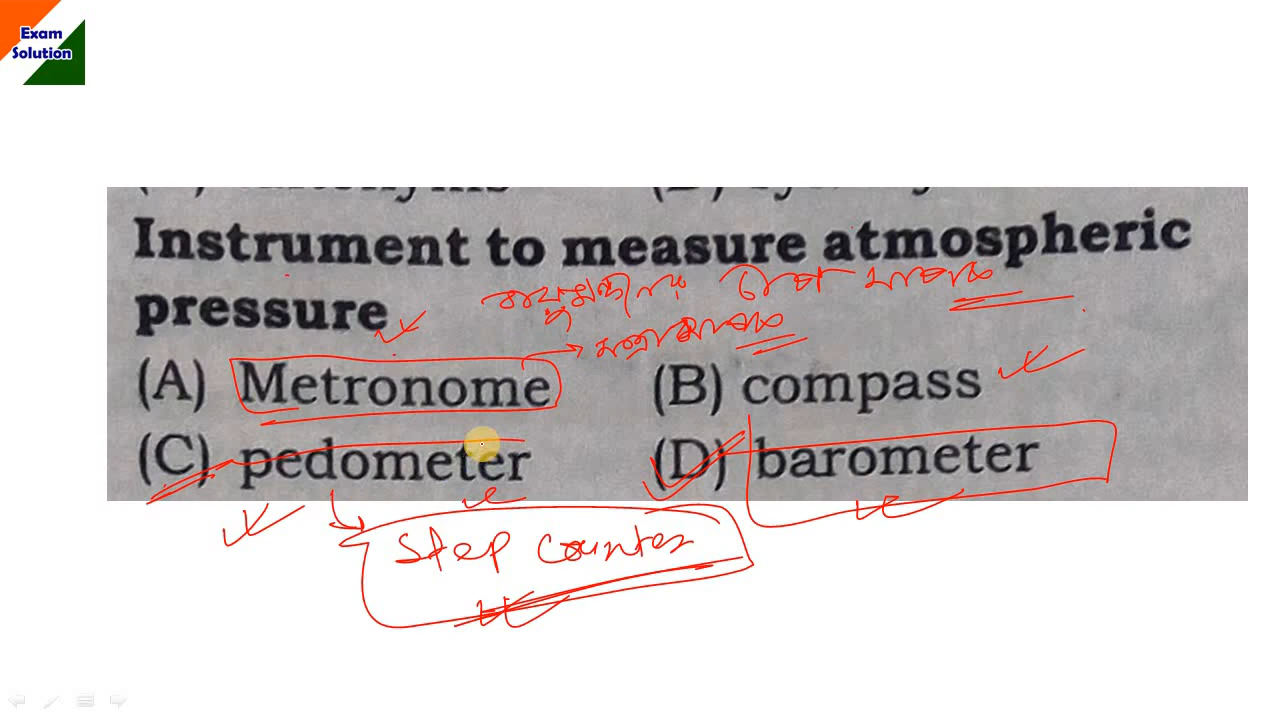 Exam
Solution
Instrument to measure atmospheric
pressure
(A) Metronome (B) compass
(C) pedometer (D) barometer
Step counter